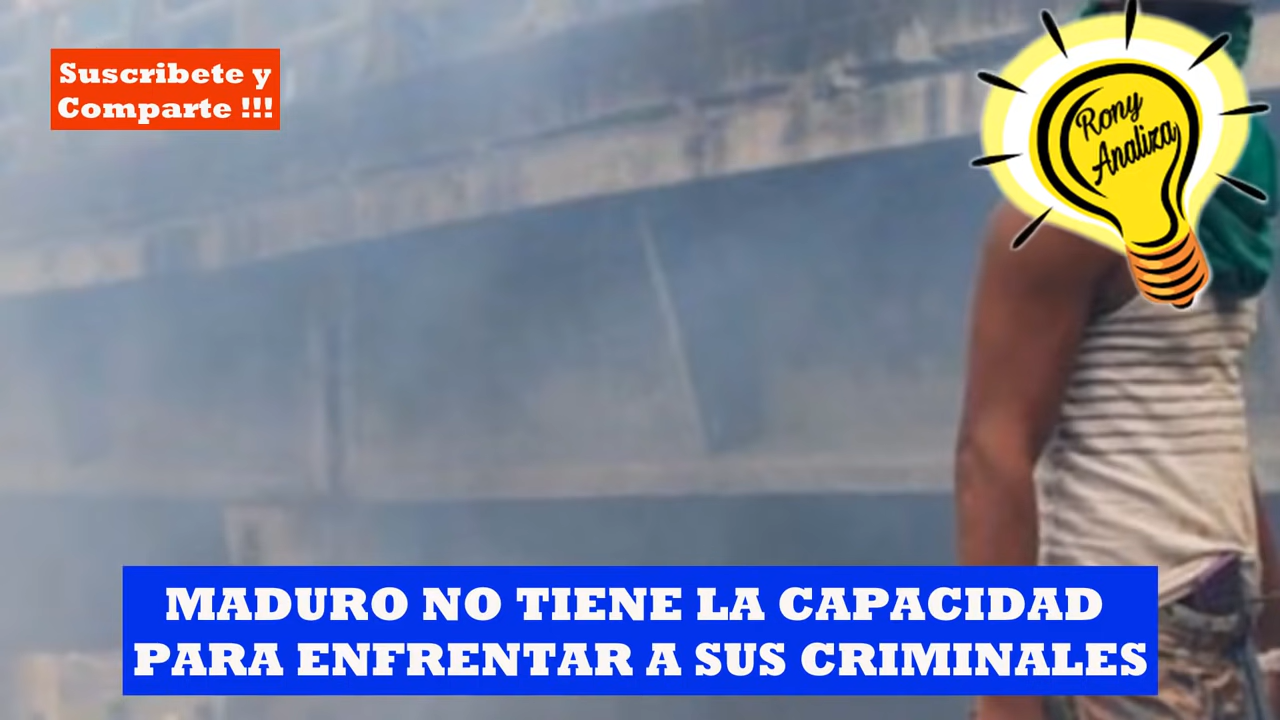 Suscribete y
Comparte !!!
Rony
Analiza
MADURO NO TIENE LA CAPACIDAD
PARA ENFRENTAR A SUS CRIMINALES